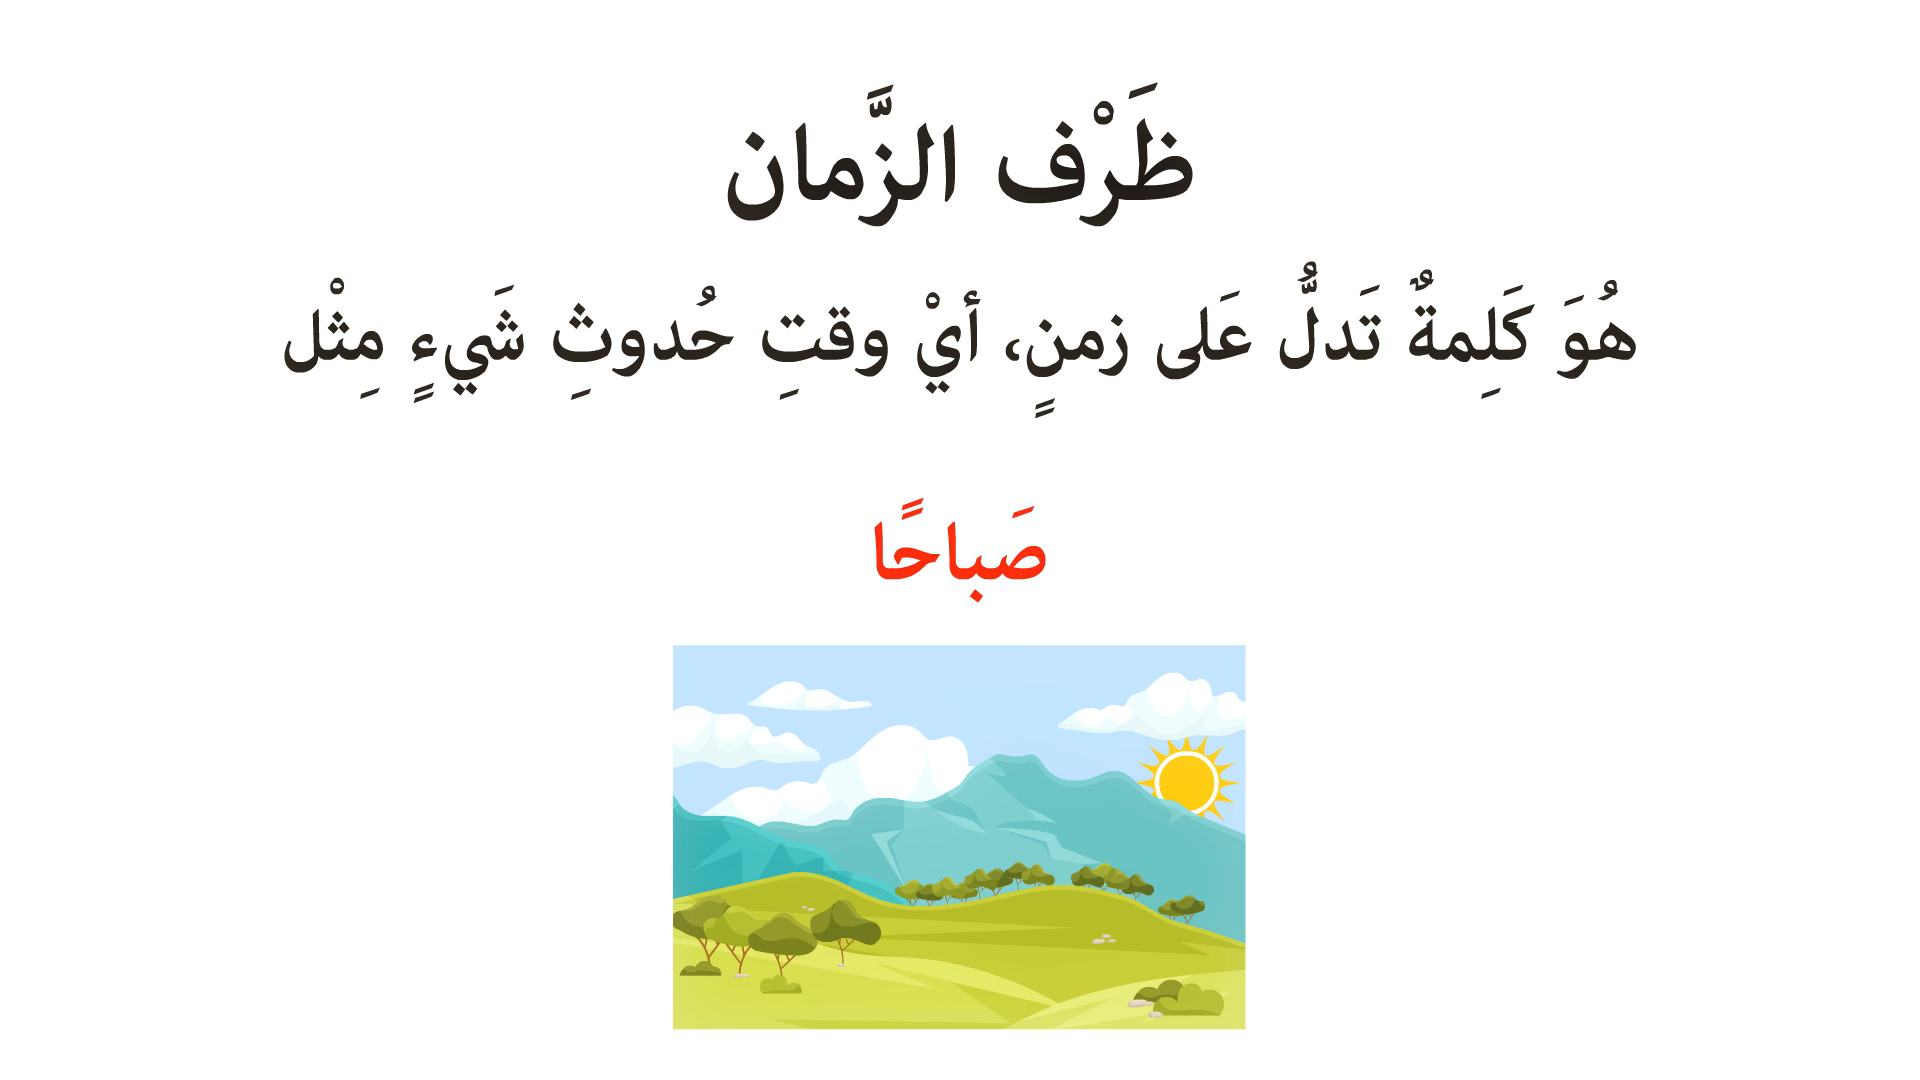 ظَرْف الزَّمان
هُوَ كَلِمةٌ تَدلُّ عَلى زمنٍ، أيْ وقتِ حُدوثِ شَيءٍ مِثْل
صَباحًا